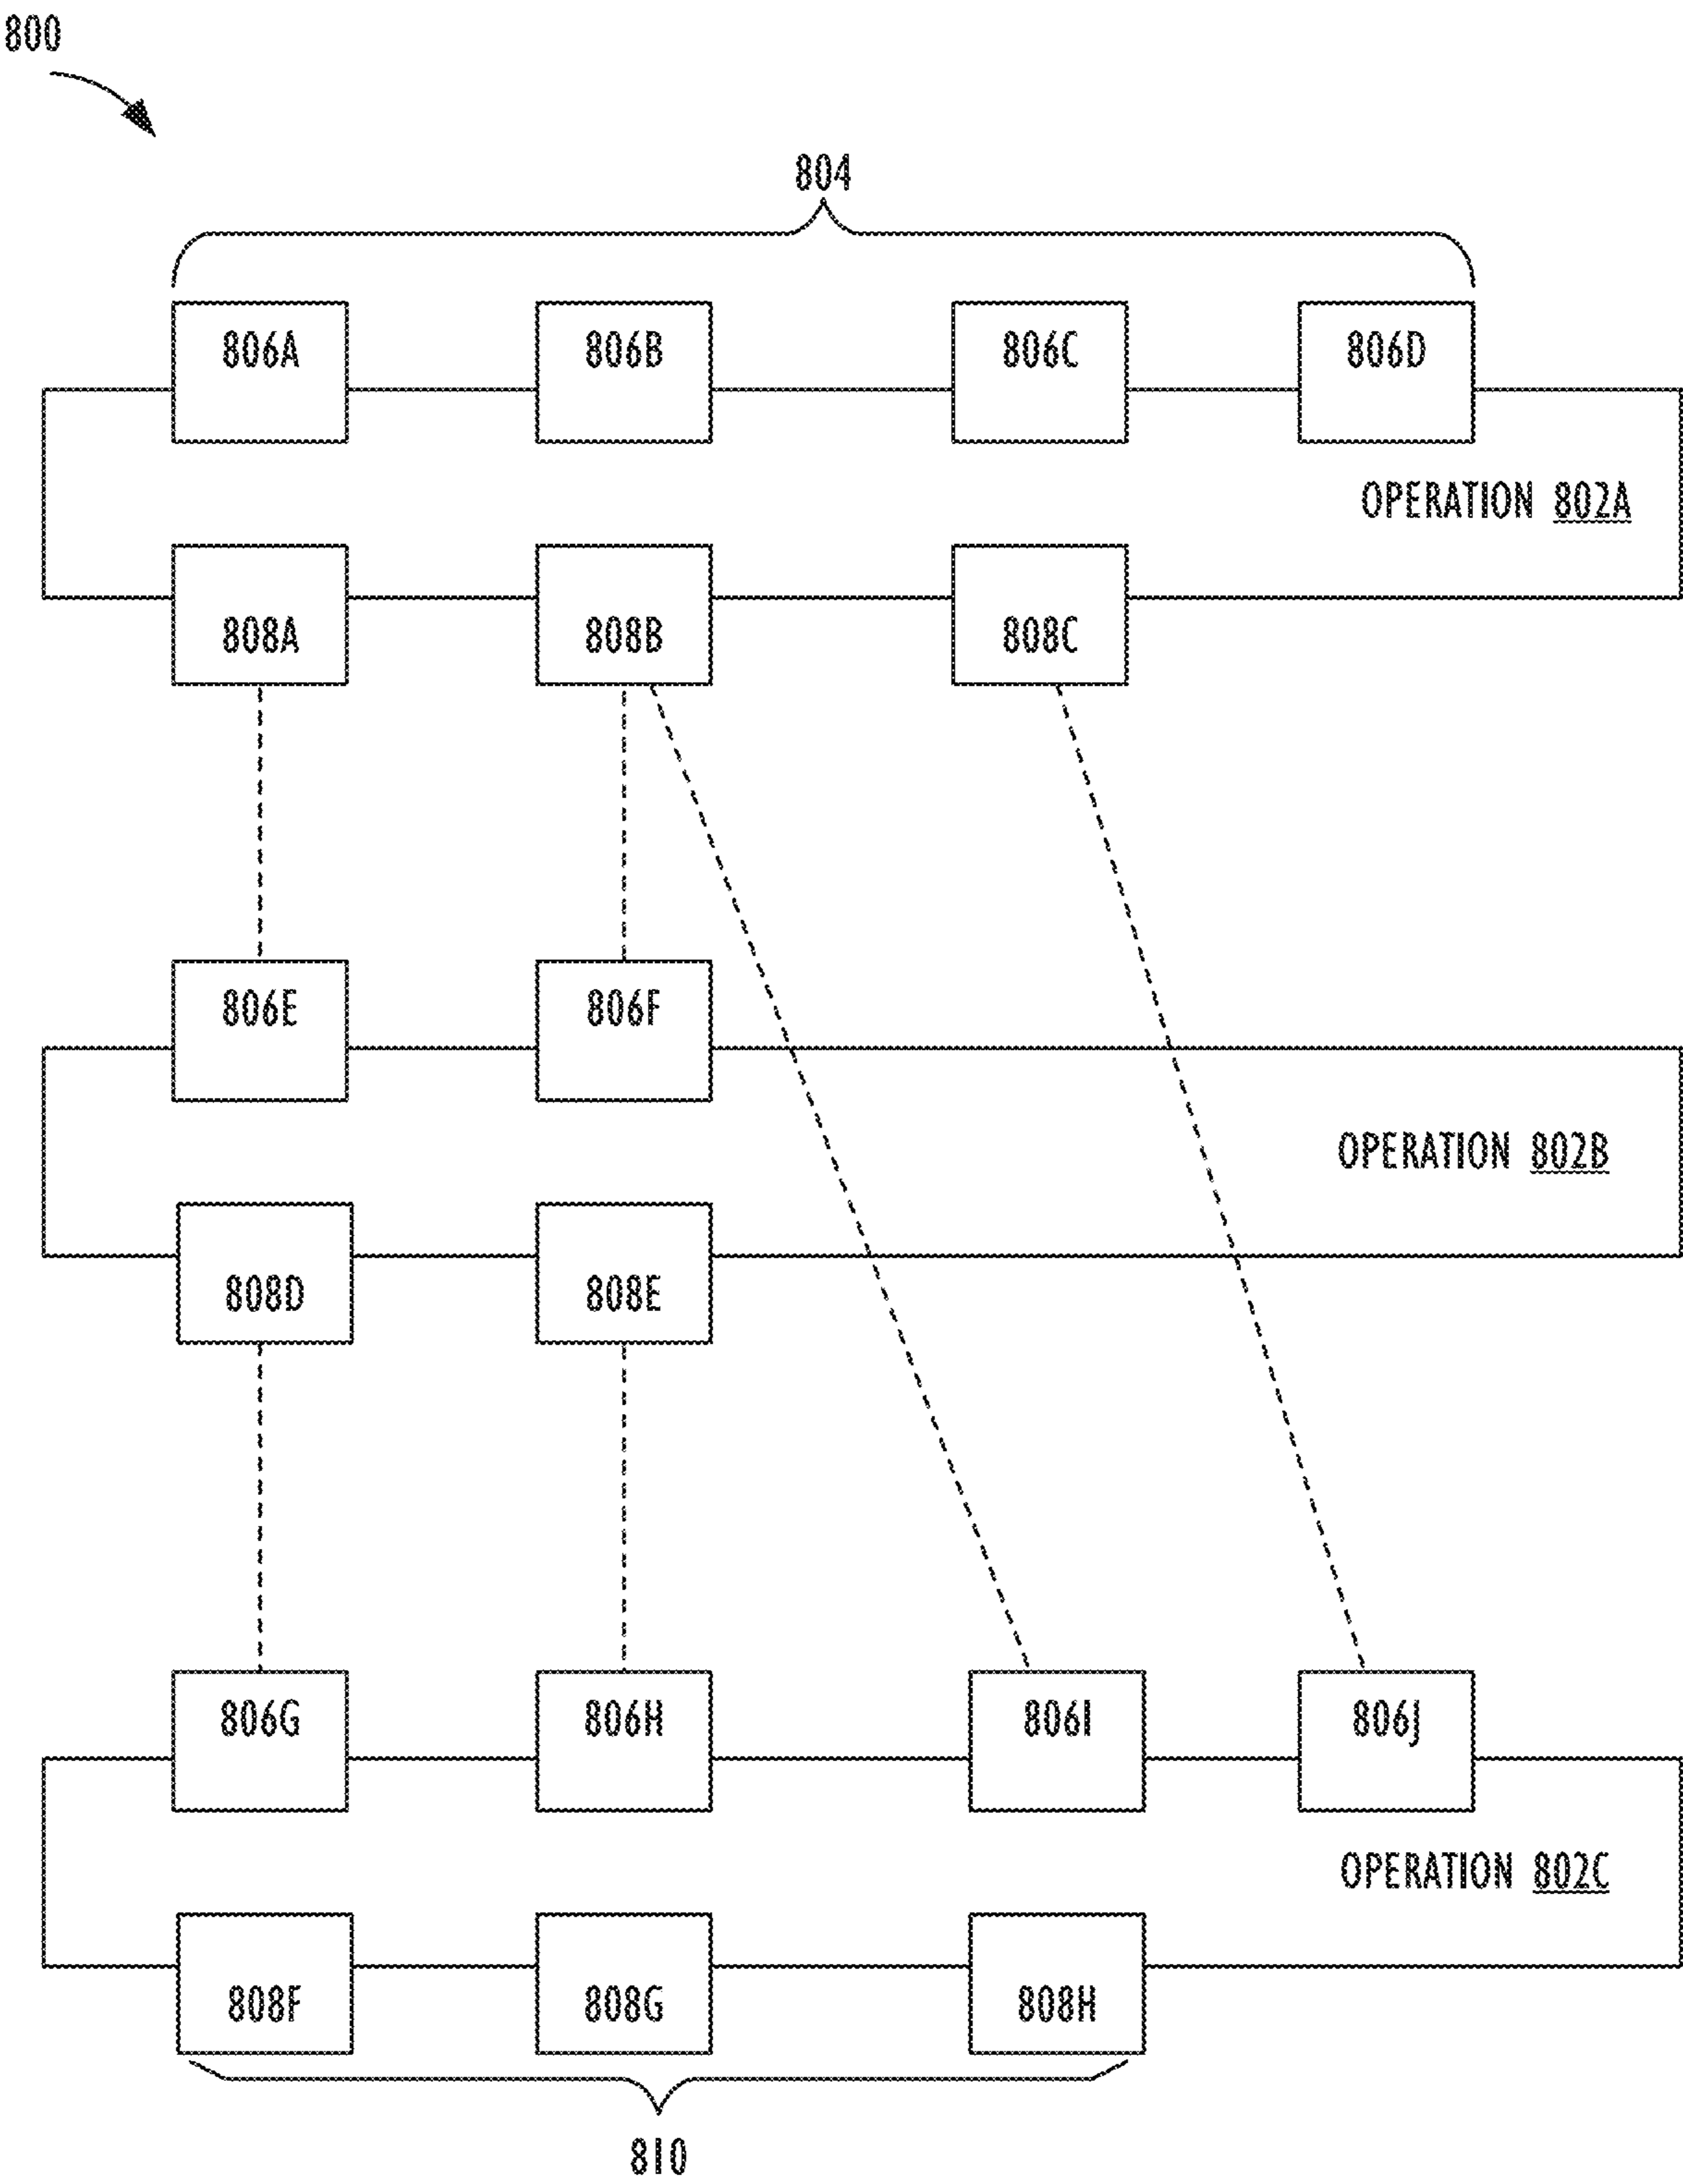 800
804
806A 806B 806C 806D
OPERATION 802A
808A 808B 808C
806E 806F
OPERATION 802B
808D 808E
806G 806H 806I 806J
OPERATION 802C
808F 808G 808H
810